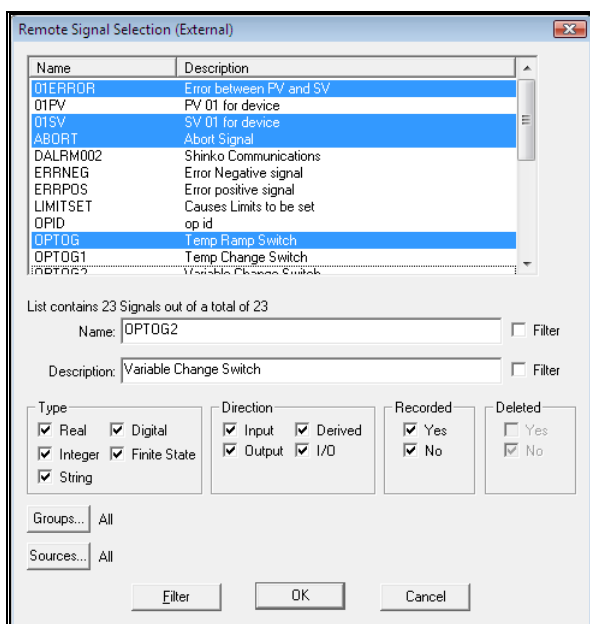 Remote Signal Selection (External)
Name Description
01ERROR Error between PV and SV
01PV PV 01 for device
01SV SV 01 for device
ABORT Abort Signal
DALRM002 Shinko Communications
ERRNEG Error Negative signal
ERRPOS Error positive signal
LIMITSET Causes Limits to be set
OPID op id
OPTOG Temp Ramp Switch
OPTOG1 Temp Change Switch
OPTOG2 Variable Change Switch
List contains 23 Signals out of a total of 23
Name: OPTOG2 Filter
Description: Variable Change Switch Filter
Type Direction Recorded Deleted
Real Digital Input Derived Yes Yes
Integer Finite State Output I/O No No
String
Groups... All
Sources... All
Filter OK Cancel